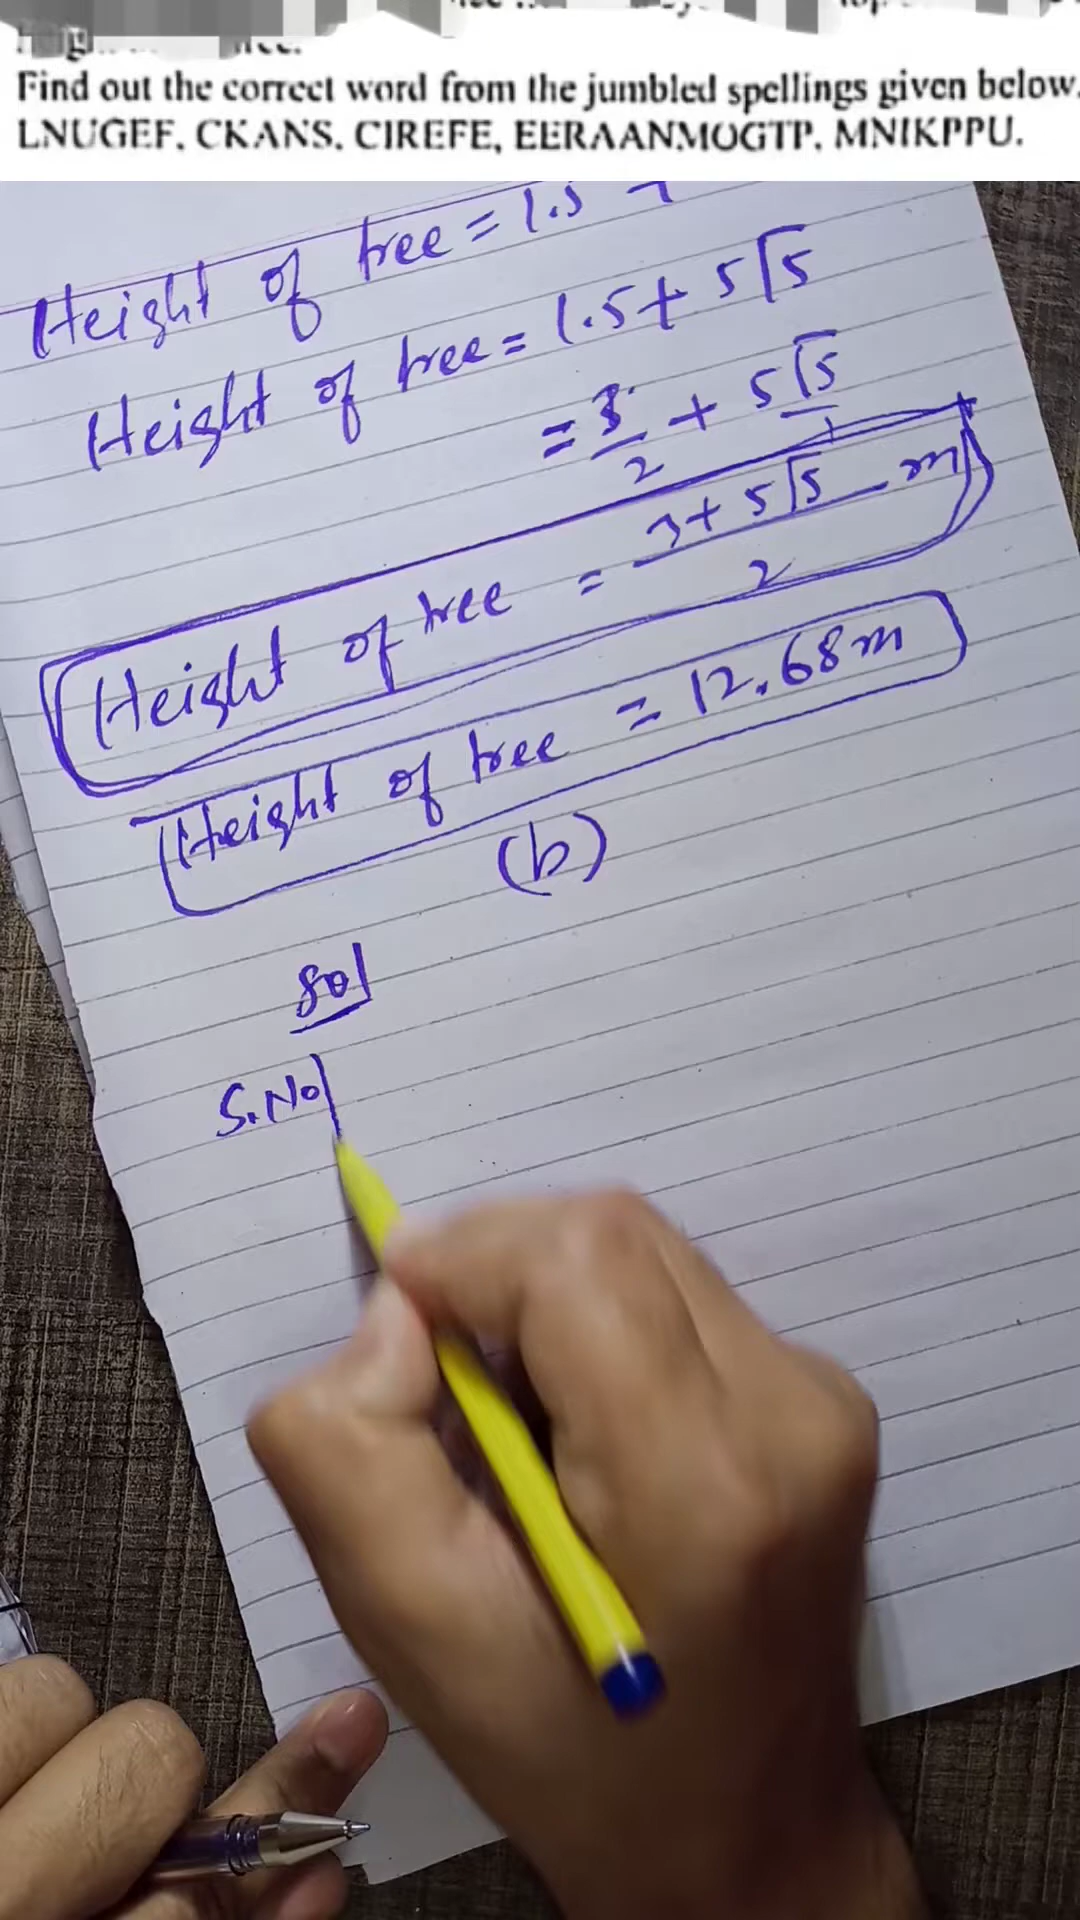 Find out the correct word from the jumbled spellings given below.
LNUGEF, CKANS, CIREFE, EERAANMOGTP, MNIKPPU.
Height of tree = 1.5 +
Height of tree = 1.5 + 5√5
= 3/2 + 5√5/1
Height of tree = 3 + 5√5 m / 2
Height of tree = 12.68 m
(b)
Sol
S.No